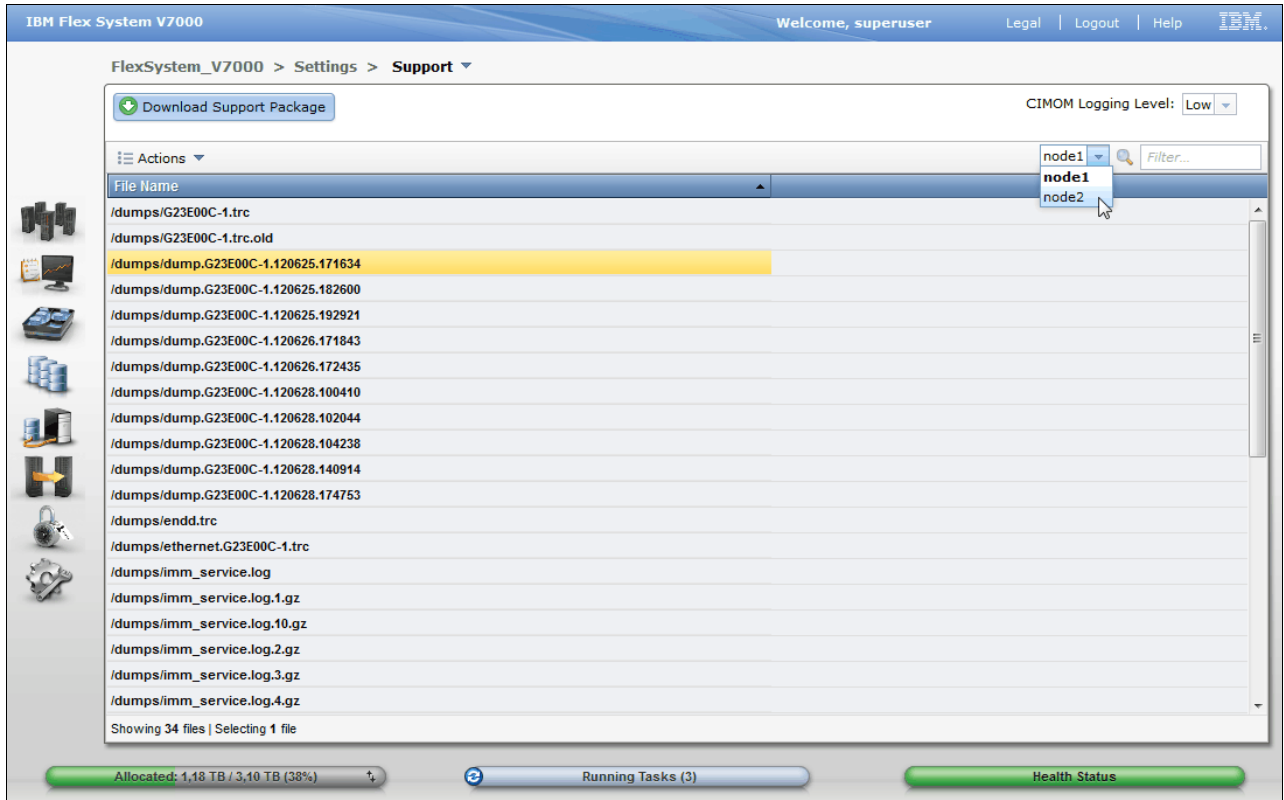 IBM Flex System V7000 Welcome, superuser Legal | Logout | Help IBM.
FlexSystem_V7000 > Settings > Support
Download Support Package CIMOM Logging Level: Low
Actions node1 Filter...
node1
File Name
node2
/dumps/G23E00C-1.trc
/dumps/G23E00C-1.trc.old
/dumps/dump.G23E00C-1.120625.171634
/dumps/dump.G23E00C-1.120625.182600
/dumps/dump.G23E00C-1.120625.192921
/dumps/dump.G23E00C-1.120626.171843
/dumps/dump.G23E00C-1.120626.172435
/dumps/dump.G23E00C-1.120628.100410
/dumps/dump.G23E00C-1.120628.102044
/dumps/dump.G23E00C-1.120628.104238
/dumps/dump.G23E00C-1.120628.140914
/dumps/dump.G23E00C-1.120628.174753
/dumps/endd.trc
/dumps/ethernet.G23E00C-1.trc
/dumps/imm_service.log
/dumps/imm_service.log.1.gz
/dumps/imm_service.log.10.gz
/dumps/imm_service.log.2.gz
/dumps/imm_service.log.3.gz
/dumps/imm_service.log.4.gz
Showing 34 files | Selecting 1 file
Allocated: 1,18 TB / 3,10 TB (38%) Running Tasks (3) Health Status